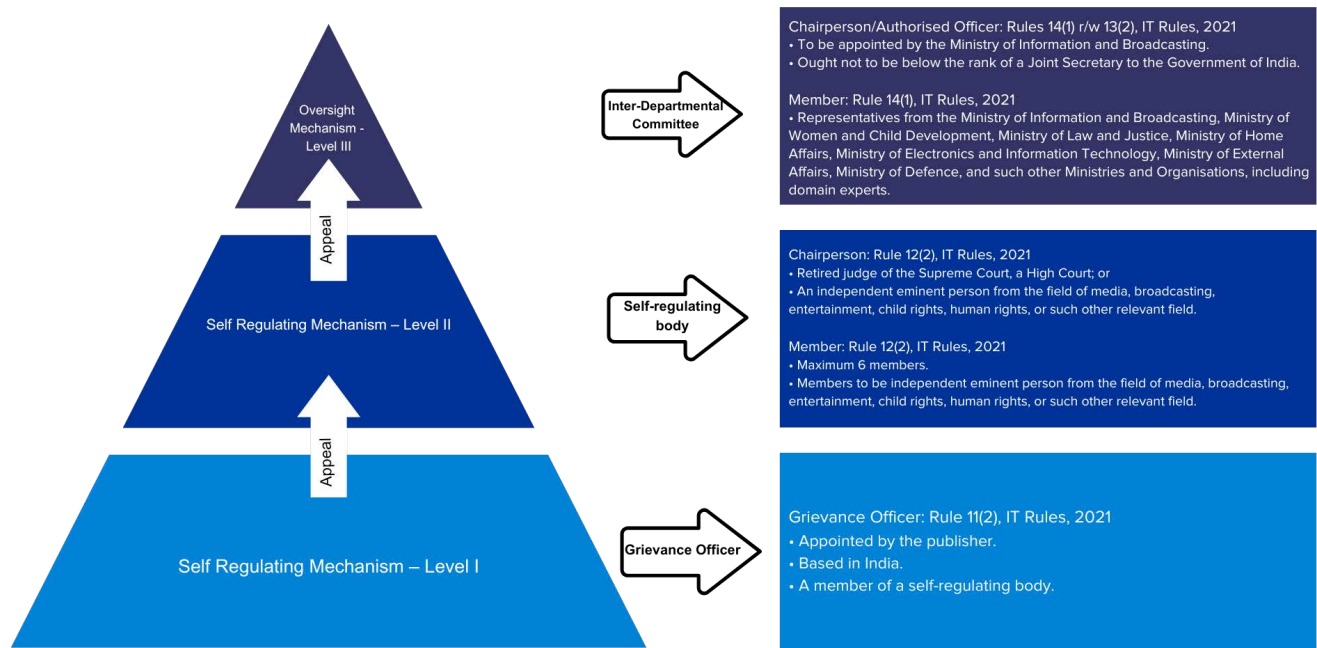 Oversight
Mechanism -
Level III
Appeal
Self Regulating Mechanism – Level II
Appeal
Self Regulating Mechanism – Level I
Inter-Departmental
Committee
Chairperson/Authorised Officer: Rules 14(1) r/w 13(2), IT Rules, 2021
• To be appointed by the Ministry of Information and Broadcasting.
• Ought not to be below the rank of a Joint Secretary to the Government of India.
Member: Rule 14(1), IT Rules, 2021
• Representatives from the Ministry of Information and Broadcasting, Ministry of
Women and Child Development, Ministry of Law and Justice, Ministry of Home
Affairs, Ministry of Electronics and Information Technology, Ministry of External
Affairs, Ministry of Defence, and such other Ministries and Organisations, including
domain experts.
Self-regulating
body
Chairperson: Rule 12(2), IT Rules, 2021
• Retired judge of the Supreme Court, a High Court; or
• An independent eminent person from the field of media, broadcasting,
entertainment, child rights, human rights, or such other relevant field.
Member: Rule 12(2), IT Rules, 2021
• Maximum 6 members.
• Members to be independent eminent person from the field of media, broadcasting,
entertainment, child rights, human rights, or such other relevant field.
Grievance Officer
Grievance Officer: Rule 11(2), IT Rules, 2021
• Appointed by the publisher.
• Based in India.
• A member of a self-regulating body.